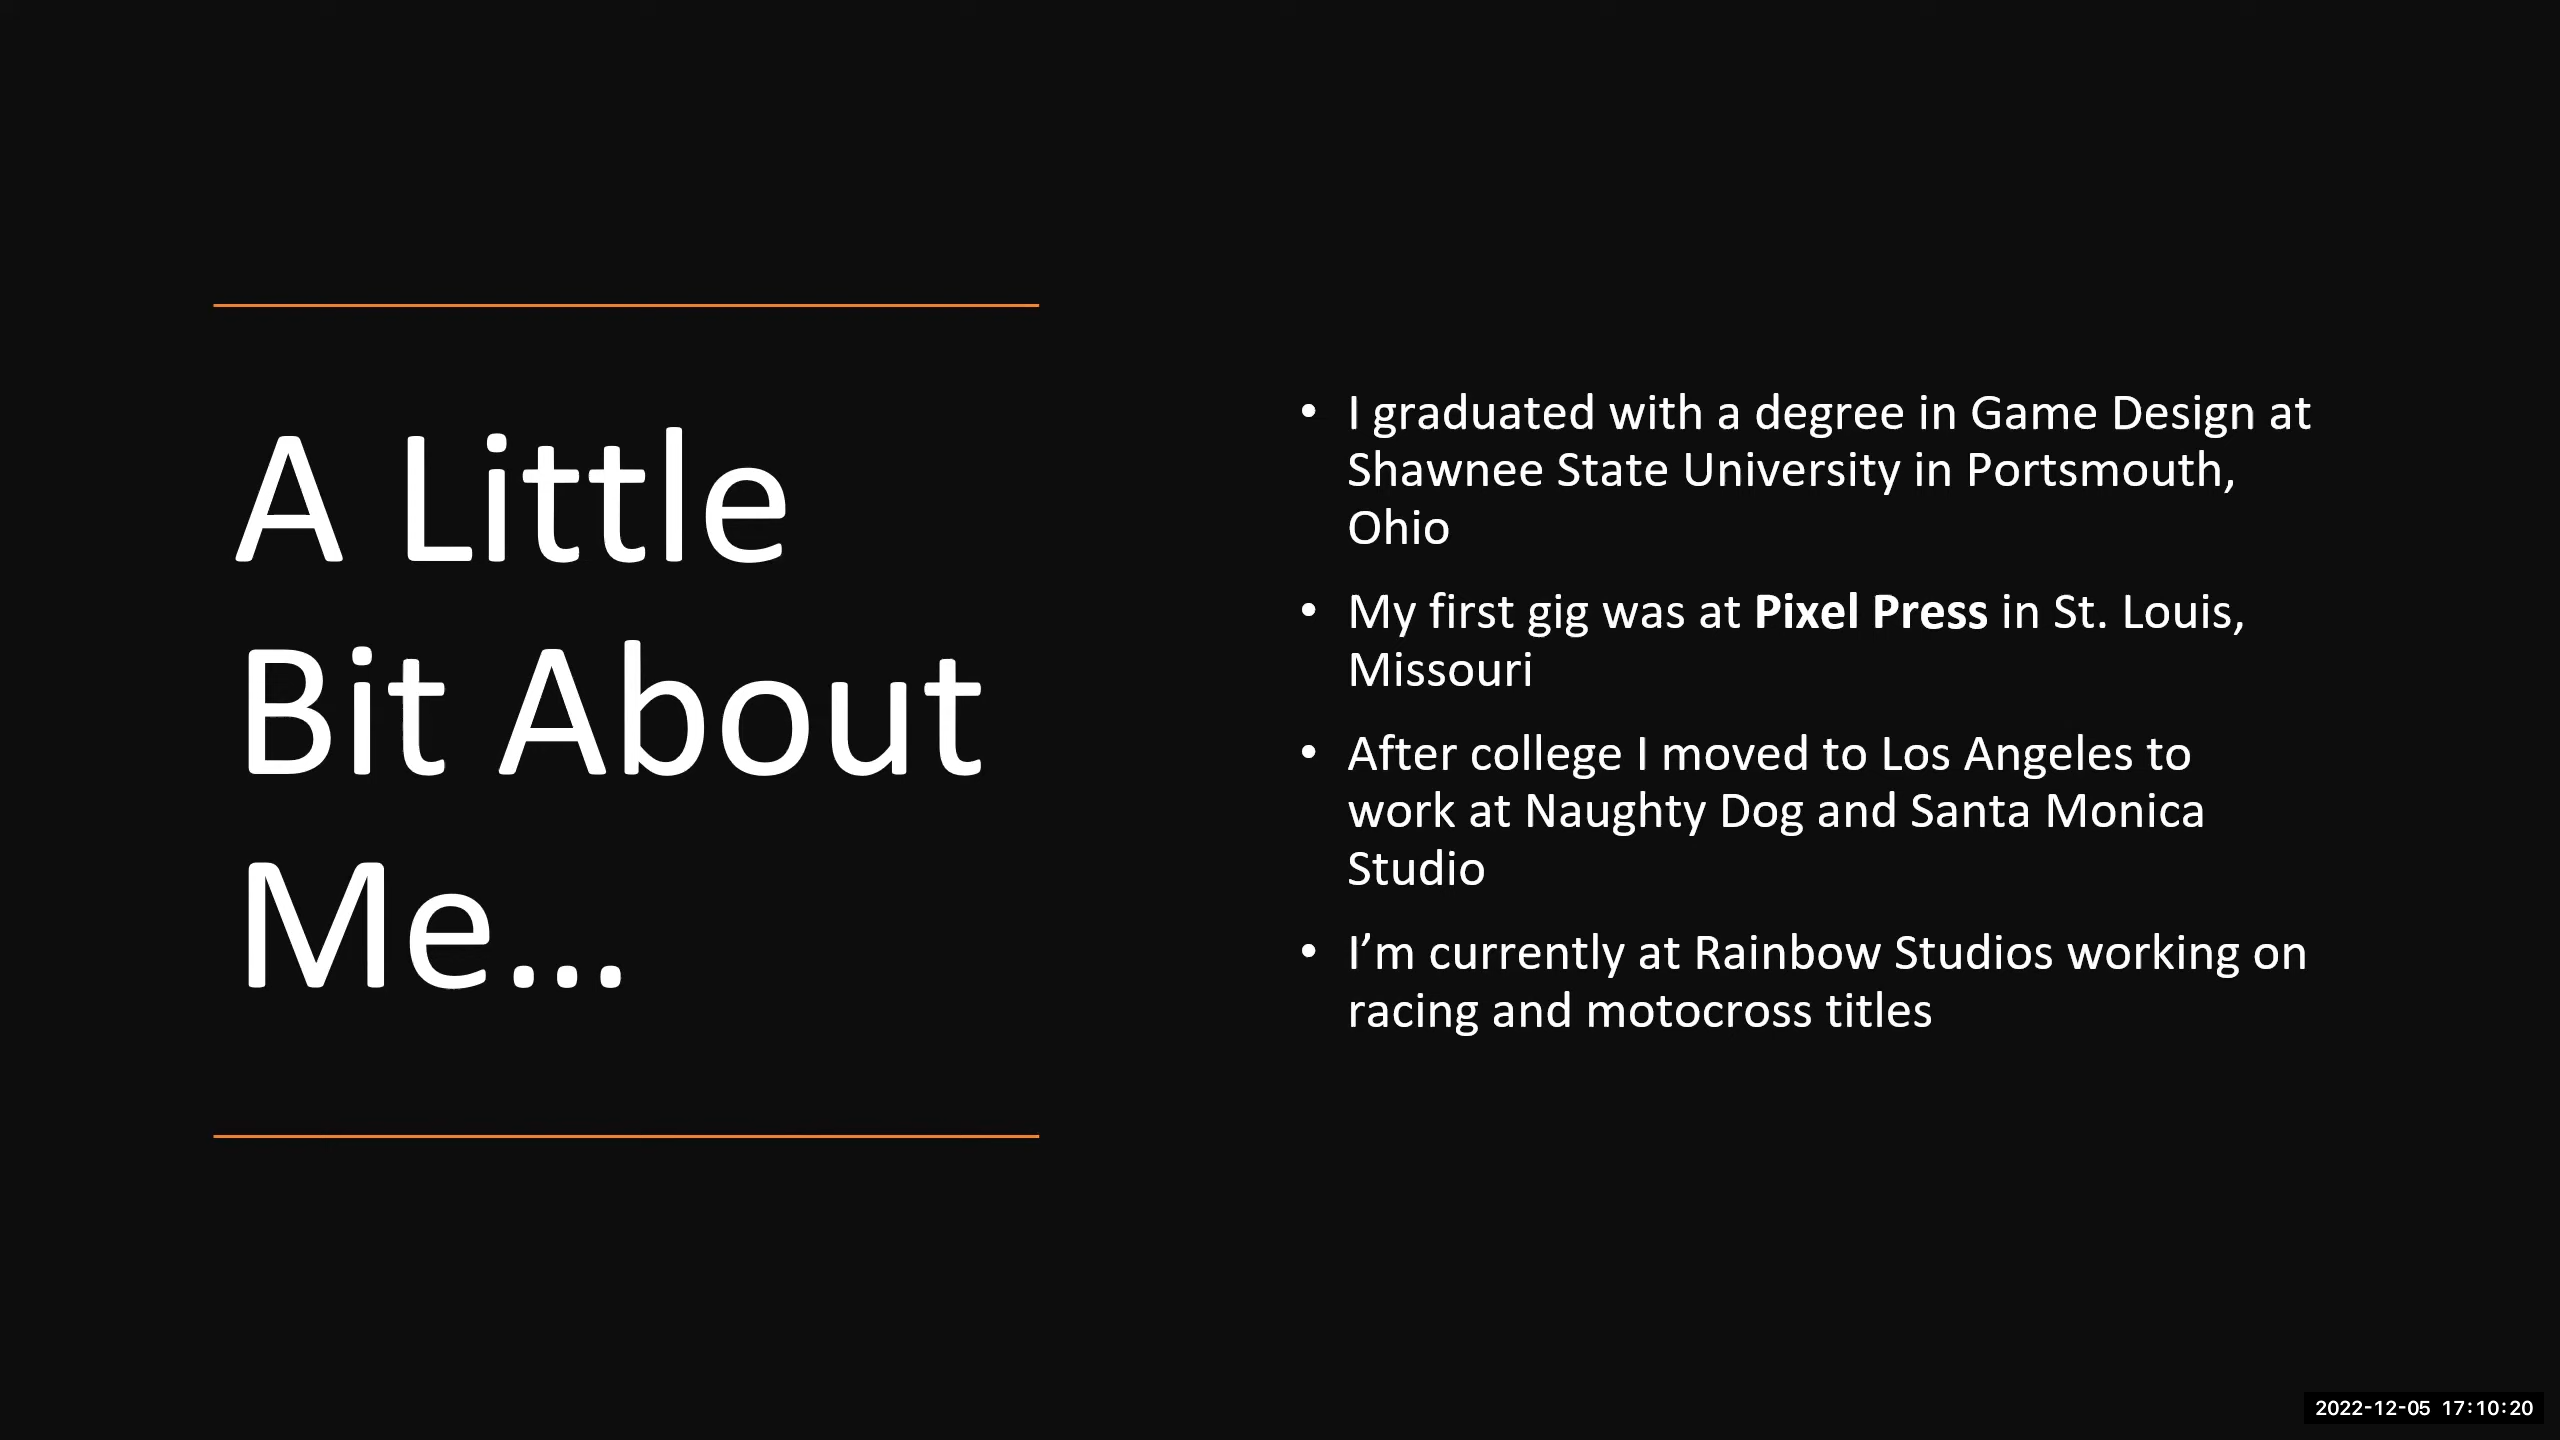 A Little
Bit About
Me...
• I graduated with a degree in Game Design at
Shawnee State University in Portsmouth,
Ohio
• My first gig was at Pixel Press in St. Louis,
Missouri
• After college I moved to Los Angeles to
work at Naughty Dog and Santa Monica
Studio
• I’m currently at Rainbow Studios working on
racing and motocross titles
2022-12-05 17:10:20